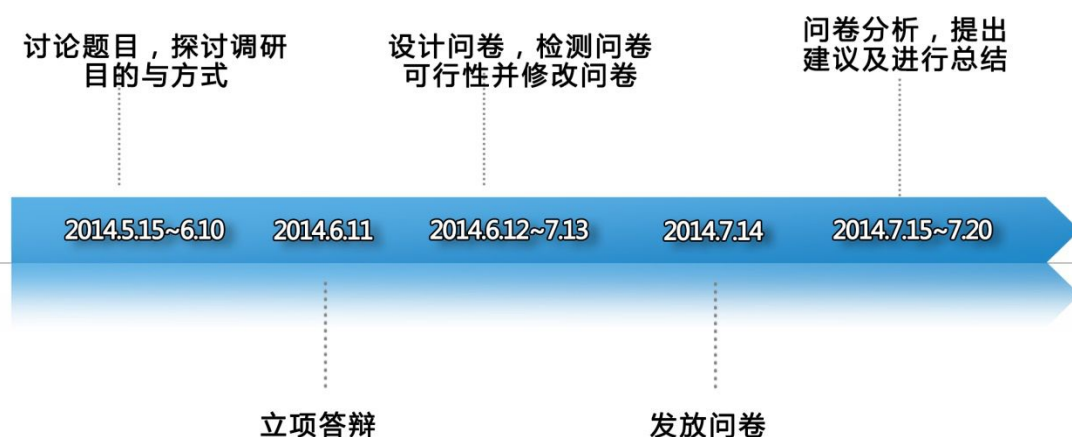 讨论题目，探讨调研
目的与方式
设计问卷，检测问卷
可行性并修改问卷
问卷分析，提出
建议及进行总结
2014.5.15~6.10
2014.6.11
2014.6.12~7.13
2014.7.14
2014.7.15~7.20
立项答辩
发放问卷